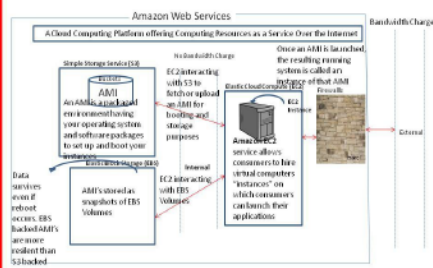 Amazon Web Services
Bandwidth Charge
A Cloud Computing Platform offering Computing Resources as a Service Over the Internet
Simple Storage Service (S3)
Buckets
AMI
An AMI is a packaged
environment having
your operating system
and software packages
to set up and boot your
instances
No Bandwidth Charge
EC2 interacting
with S3 to
fetch or upload
an AMI for
booting and
storage
purposes
Once an AMI is launched,
the resulting running
system is called an
instance of that AMI
Elastic Cloud Compute (EC2)
EC2
Instance
Firewalls
External
Amazon EC2
service allows
consumers to hire
virtual computers
"instances" on
which consumers
can launch their
applications
Elastic Block Storage (EBS)
AMI's stored as
snapshots of EBS
Volumes
Internal
EC2 interacting
with EBS
Volumes
Data
survives
even if
reboot
occurs. EBS
backed AMI's
are more
resilent than
S3 backed